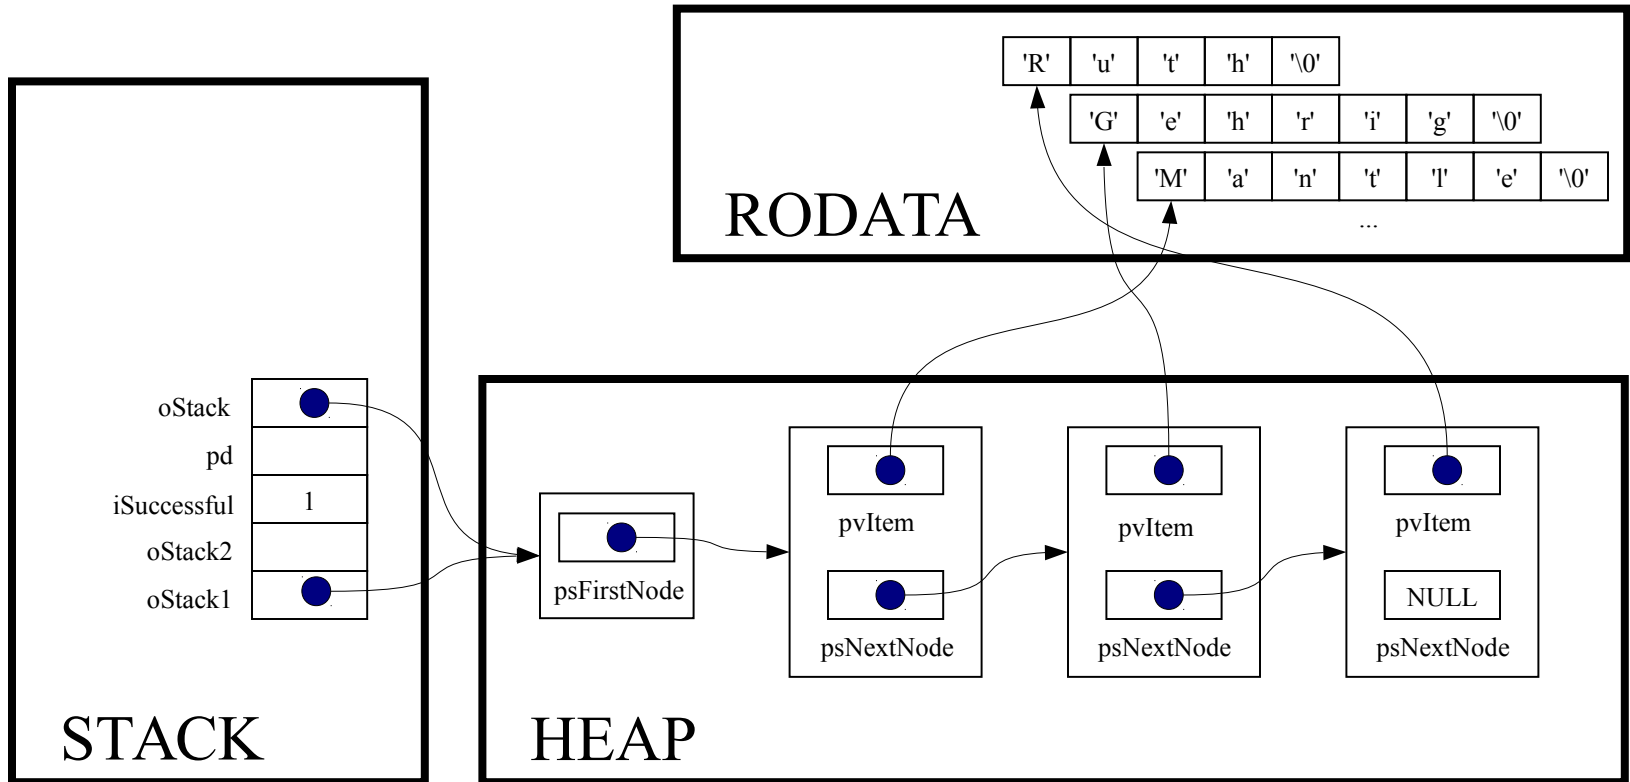 'R' 'u' 't' 'h' '\0'
'G' 'e' 'h' 'r' 'i' 'g' '\0'
'M' 'a' 'n' 't' 'l' 'e' '\0'
...
RODATA
oStack
pd
iSuccessful 1
oStack2
oStack1
STACK
psFirstNode
pvItem
psNextNode
pvItem
psNextNode
pvItem
NULL
psNextNode
HEAP